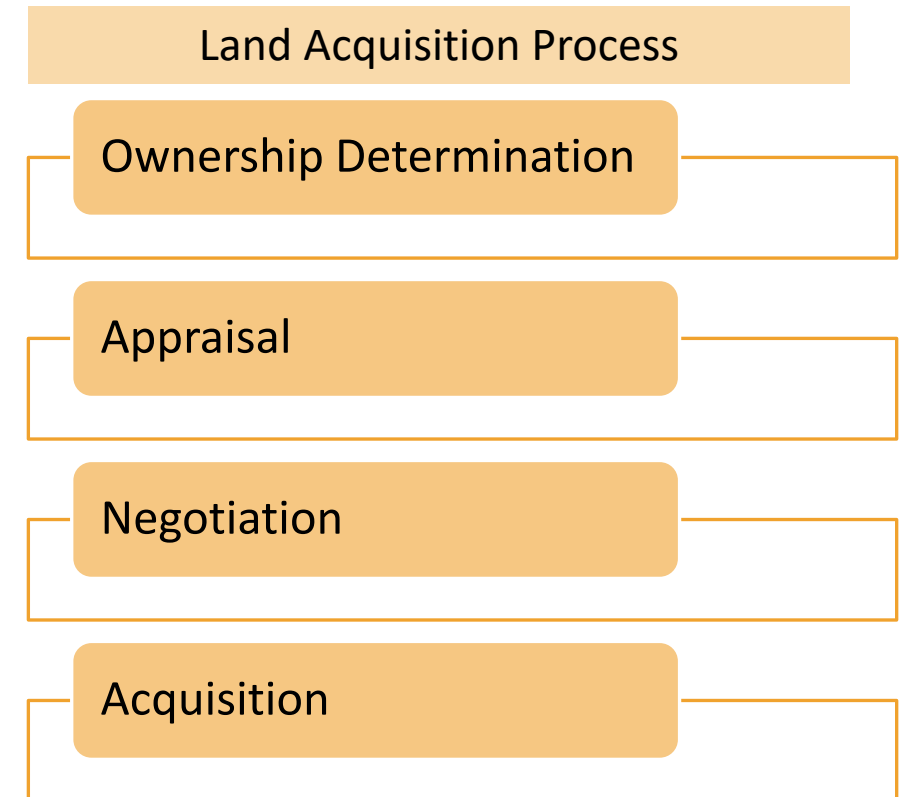 Land Acquisition Process
Ownership Determination
Appraisal
Negotiation
Acquisition